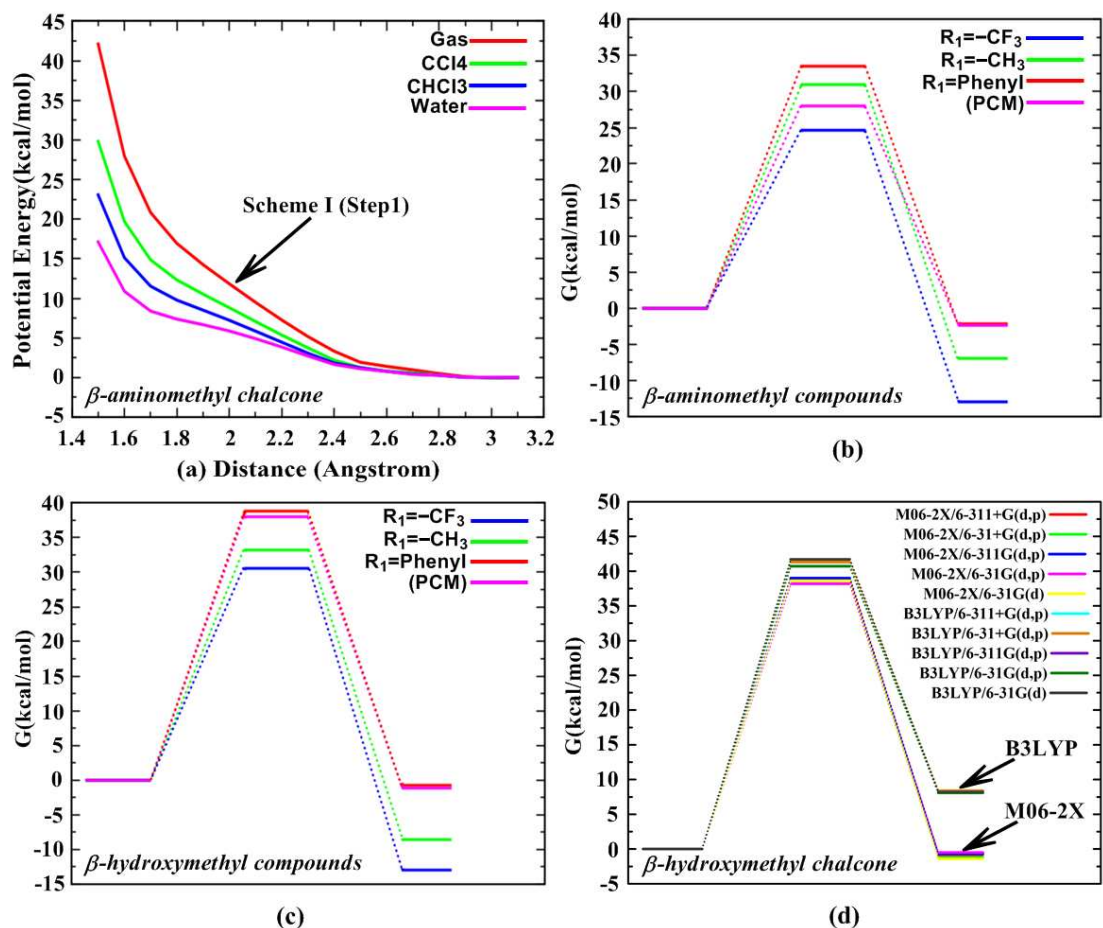 45
40
35
30
25
20
15
10
5
0
-5
Potential Energy(kcal/mol)
Gas
CCl4
CHCl3
Water
Scheme I (Step1)
β-aminomethyl chalcone
1.4 1.6 1.8 2 2.2 2.4 2.6 2.8 3 3.2
(a) Distance (Angstrom)
40
35
30
25
20
15
10
5
0
-5
-10
-15
G(kcal/mol)
R₁=–CF₃
R₁=–CH₃
R₁=Phenyl
(PCM)
β-aminomethyl compounds
(b)
40
35
30
25
20
15
10
5
0
-5
-10
-15
G(kcal/mol)
R₁=–CF₃
R₁=–CH₃
R₁=Phenyl
(PCM)
β-hydroxymethyl compounds
(c)
50
45
40
35
30
25
20
15
10
5
0
-5
G(kcal/mol)
M06-2X/6-311+G(d,p)
M06-2X/6-31+G(d,p)
M06-2X/6-311G(d,p)
M06-2X/6-31G(d,p)
M06-2X/6-31G(d)
B3LYP/6-311+G(d,p)
B3LYP/6-31+G(d,p)
B3LYP/6-311G(d,p)
B3LYP/6-31G(d,p)
B3LYP/6-31G(d)
B3LYP
M06-2X
β-hydroxymethyl chalcone
(d)